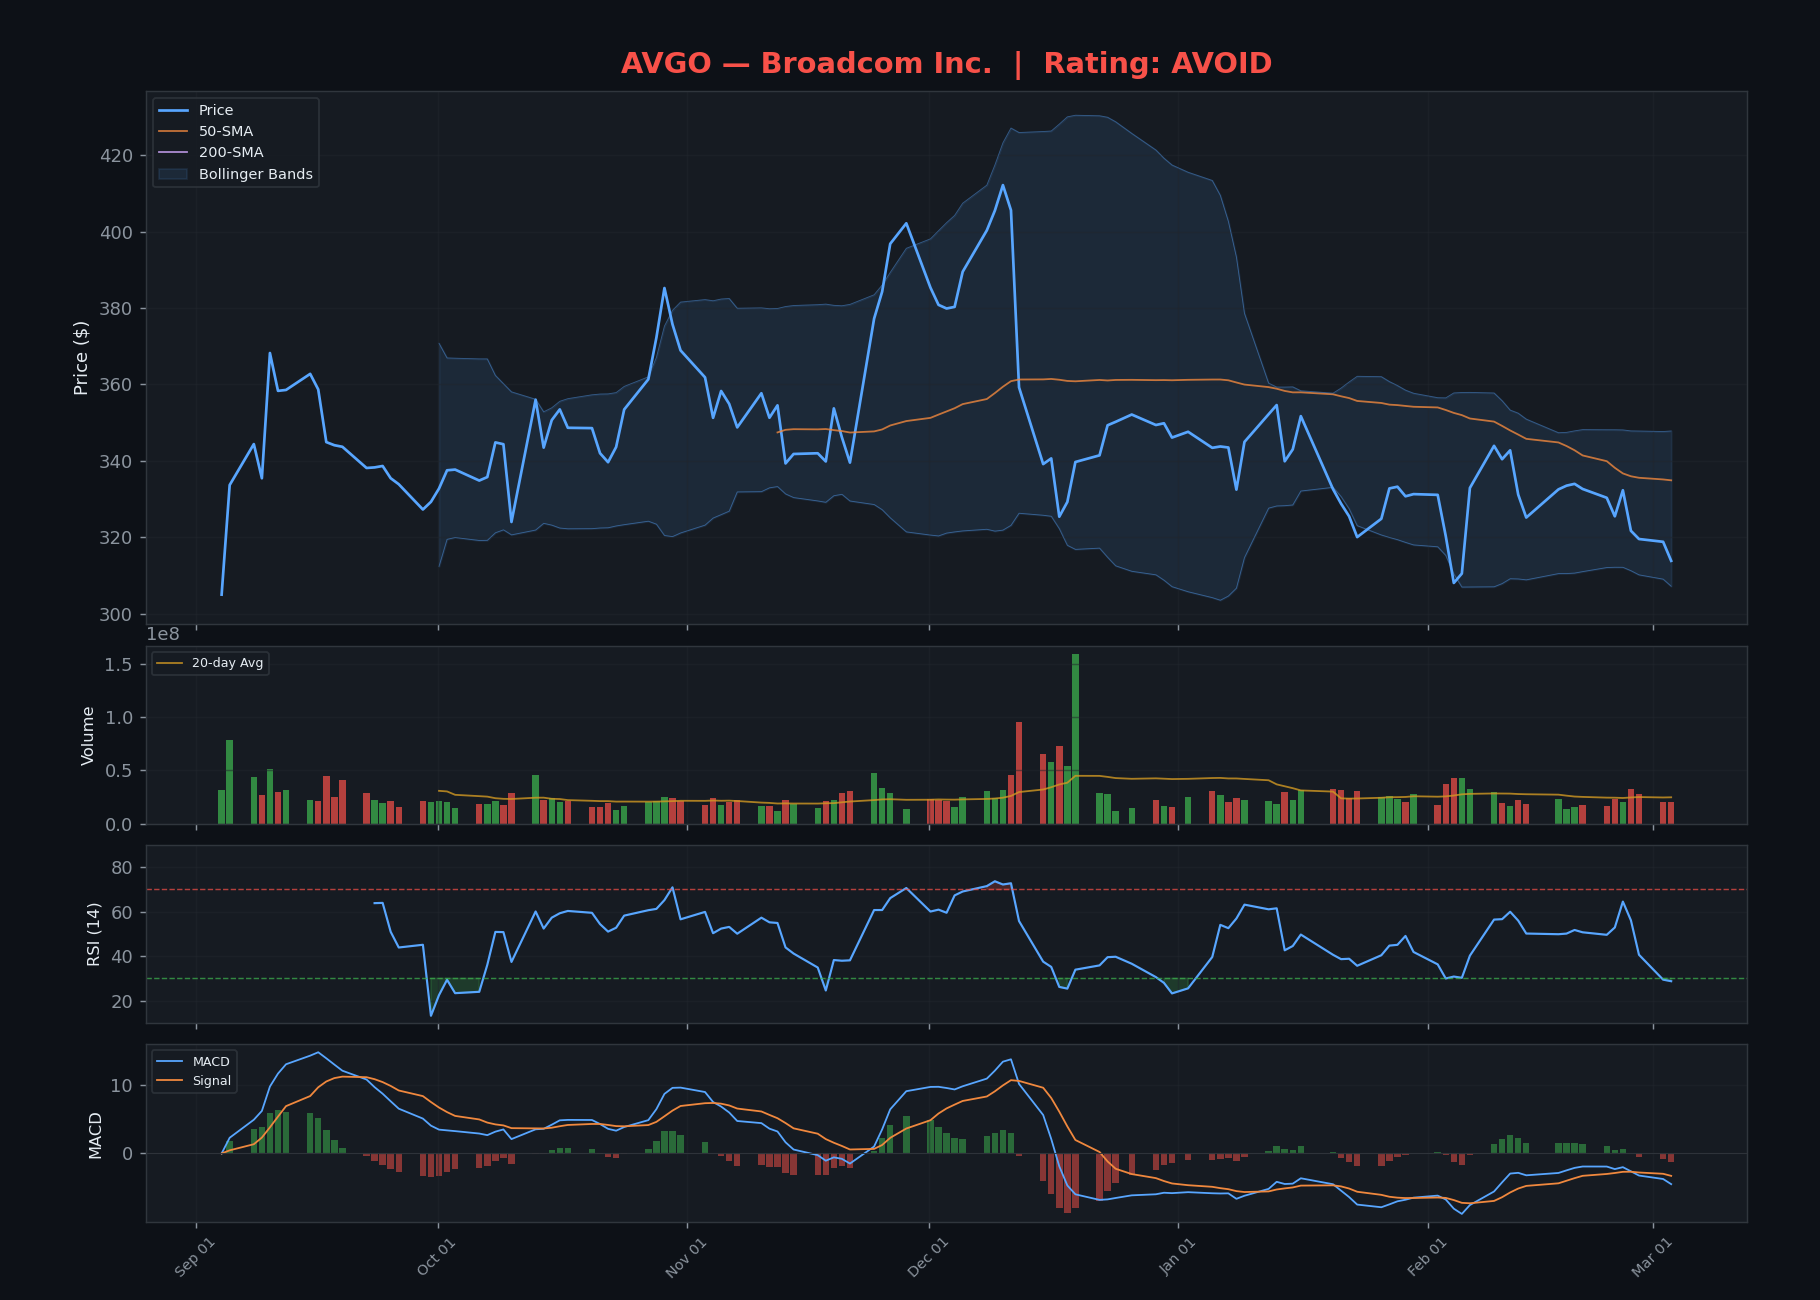 AVGO — Broadcom Inc. | Rating: AVOID
Price
50-SMA
200-SMA
Bollinger Bands
Price ($)
420
400
380
360
340
320
300
1e8
20-day Avg
Volume
1.5
1.0
0.5
0.0
RSI (14)
80
60
40
20
MACD
Signal
MACD
10
0
Sep 01
Oct 01
Nov 01
Dec 01
Jan 01
Feb 01
Mar 01